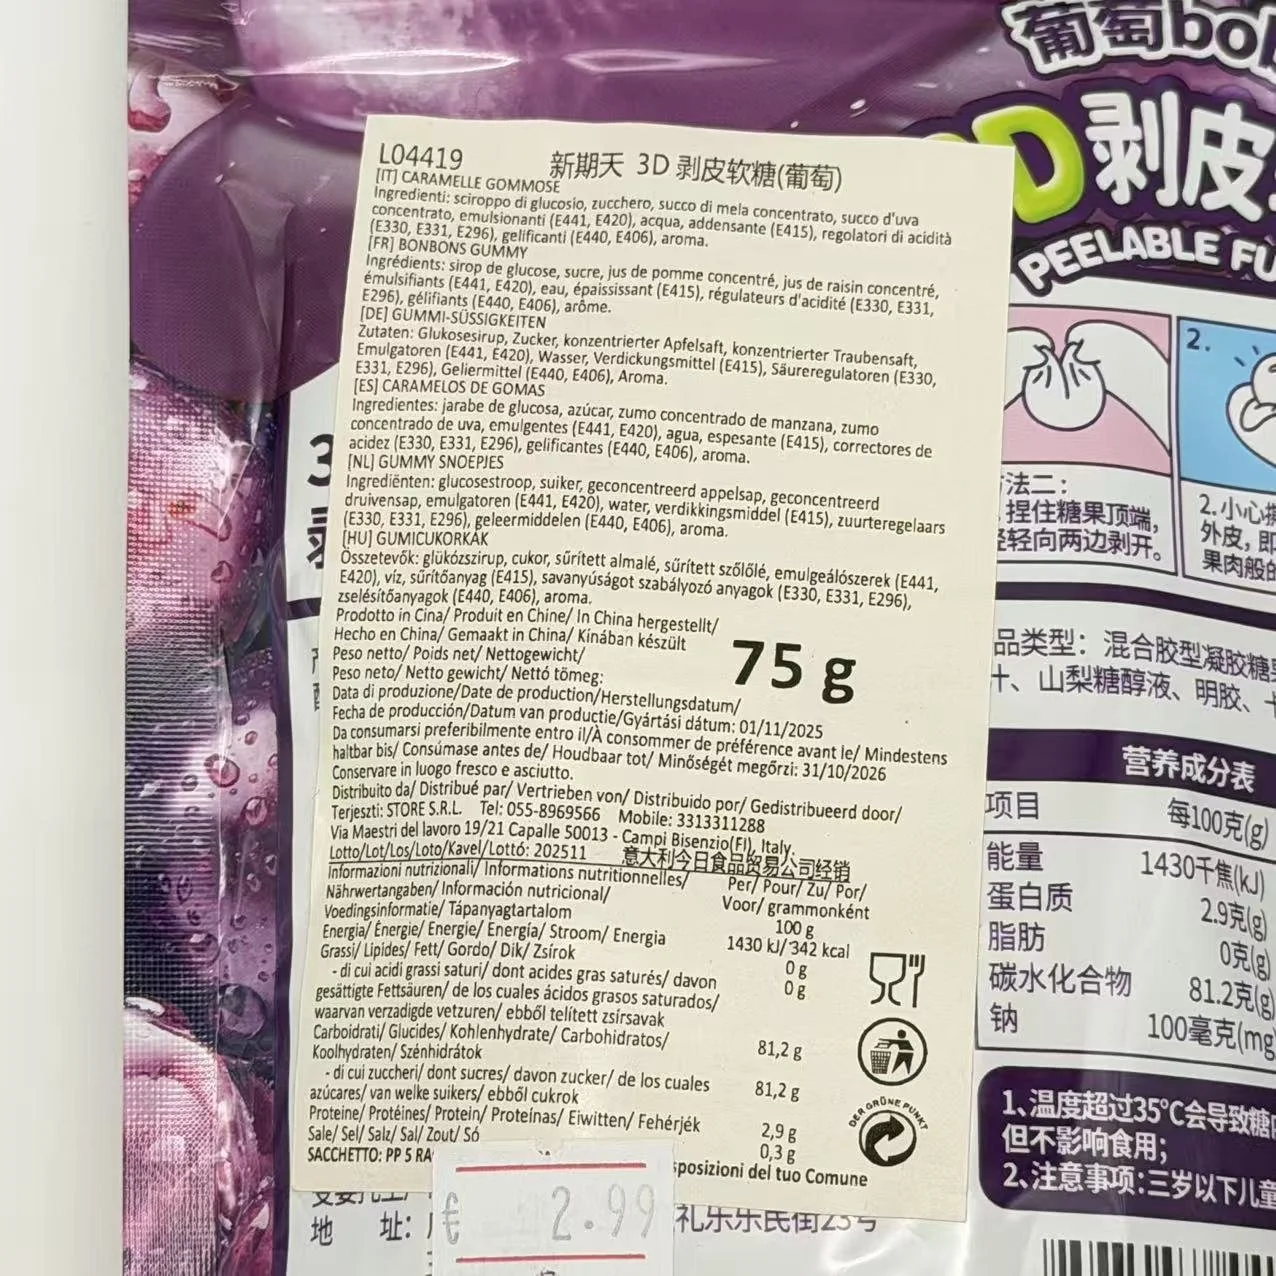 葡萄bob
D剥皮
PEELABLE FU
L04419
新期天 3D 剥皮软糖(葡萄)
[IT] CARAMELLE GOMMOSE
Ingredienti: sciroppo di glucosio, zucchero, succo di mela concentrato, succo d'uva
concentrato, emulsionanti (E441, E420), acqua, addensante (E415), regolatori di acidità
(E330, E331, E296), gelificanti (E440, E406), aroma.
[FR] BONBONS GUMMY
Ingrédients: sirop de glucose, sucre, jus de pomme concentré, jus de raisin concentré,
émulsifiants (E441, E420), eau, épaississant (E415), régulateurs d'acidité (E330, E331,
E296), gélifiants (E440, E406), arôme.
[DE] GUMMI-SÜSSIGKEITEN
Zutaten: Glukosesirup, Zucker, konzentrierter Apfelsaft, konzentrierter Traubensaft,
Emulgatoren (E441, E420), Wasser, Verdickungsmittel (E415), Säureregulatoren (E330,
E331, E296), Geliermittel (E440, E406), Aroma.
[ES] CARAMELOS DE GOMAS
Ingredientes: jarabe de glucosa, azúcar, zumo concentrado de manzana, zumo
concentrado de uva, emulgentes (E441, E420), agua, espesante (E415), correctores de
acidez (E330, E331, E296), gelificantes (E440, E406), aroma.
[NL] GUMMY SNOEPJES
Ingrediënten: glucosestroop, suiker, geconcentreerd appelsap, geconcentreerd
druivensap, emulgatoren (E441, E420), water, verdikkingsmiddel (E415), zuurteregelaars
(E330, E331, E296), geleermiddelen (E440, E406), aroma.
[HU] GUMICUKORKÁK
Összetevők: glükózszirup, cukor, sűrített almalé, sűrített szőlőlé, emulgeálószerek (E441,
E420), víz, sűrítőanyag (E415), savanyúságot szabályozó anyagok (E330, E331, E296),
zselésítőanyagok (E440, E406), aroma.
Prodotto in Cina/ Produit en Chine/ In China hergestellt/
Hecho en China/ Gemaakt in China/ Kínában készült
Peso netto/ Poids net/ Nettogewicht/
Peso neto/ Netto gewicht/ Nettó tömeg:
75 g
Data di produzione/Date de production/Herstellungsdatum/
Fecha de producción/Datum van productie/Gyártási dátum: 01/11/2025
Da consumarsi preferibilmente entro il/À consommer de préférence avant le/ Mindestens
haltbar bis/ Consúmase antes de/ Houdbaar tot/ Minőségét megőrzi: 31/10/2026
Conservare in luogo fresco e asciutto.
Distribuito da/ Distribué par/ Vertrieben von/ Distribuido por/ Gedistribueerd door/
Terjeszti: STORE S.R.L. Tel: 055-8969566 Mobile: 3313311288
Via Maestri del lavoro 19/21 Capalle 50013 - Campi Bisenzio(FI), Italy.
Lotto/Lot/Los/Loto/Kavel/Lottó: 202511 意大利今日食品贸易公司经销
Informazioni nutrizionali/ Informations nutritionnelles/
Nährwertangaben/ Información nutricional/
Voedingsinformatie/ Tápanyagtartalom
Per/ Pour/ Zu/ Por/
Voor/ grammonként
100 g
Energia/ Énergie/ Energie/ Energía/ Stroom/ Energia 1430 kJ/ 342 kcal
Grassi/ Lipides/ Fett/ Gordo/ Dik/ Zsírok 0 g
- di cui acidi grassi saturi/ dont acides gras saturés/ davon 0 g
gesättigte Fettsäuren/ de los cuales ácidos grasos saturados/
waarvan verzadigde vetzuren/ ebből telített zsírsavak
Carboidrati/ Glucides/ Kohlenhydrate/ Carbohidratos/ 81,2 g
Koolhydraten/ Szénhidrátok
- di cui zuccheri/ dont sucres/ davon zucker/ de los cuales 81,2 g
azúcares/ van welke suikers/ ebből cukrok
Proteine/ Protéines/ Protein/ Proteínas/ Eiwitten/ Fehérjék 2,9 g
Sale/ Sel/ Salz/ Sal/ Zout/ Só 0,3 g
SACCHETTO: PP 5 RA
sposizioni del tuo Comune
DER GRÜNE PUNKT
€ 2.99
地 址:
礼乐乐民街23号
2.
法二：
捏住糖果顶端，
轻向两边剥开。
2.小心
外皮，即
果肉般的
品类型：混合胶型凝胶糖果
汁、山梨糖醇液、明胶、
营养成分表
项目 每100克(g)
能量 1430千焦(kJ)
蛋白质 2.9克(g)
脂肪 0克(g)
碳水化合物 81.2克(g)
钠 100毫克(mg
1、温度超过35℃会导致糖
但不影响食用；
2、注意事项：三岁以下儿童